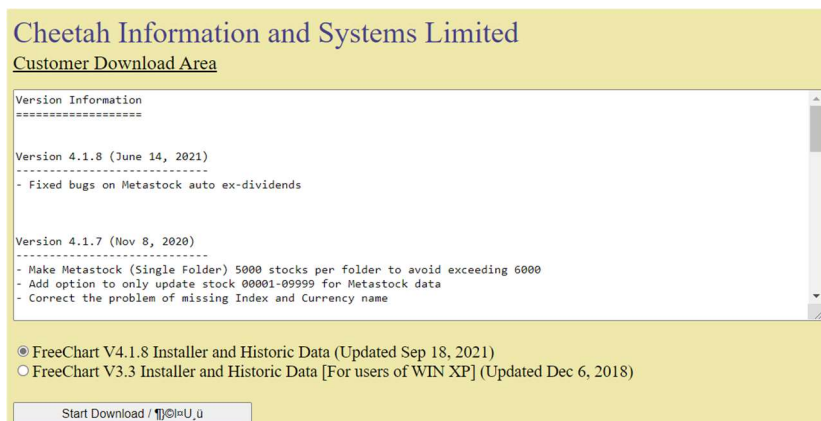 Cheetah Information and Systems Limited
Customer Download Area
Version Information
===================
Version 4.1.8 (June 14, 2021)
-----------------------------
- Fixed bugs on Metastock auto ex-dividends
Version 4.1.7 (Nov 8, 2020)
-----------------------------
- Make Metastock (Single Folder) 5000 stocks per folder to avoid exceeding 6000
- Add option to only update stock 00001-09999 for Metastock data
- Correct the problem of missing Index and Currency name
FreeChart V4.1.8 Installer and Historic Data (Updated Sep 18, 2021)
FreeChart V3.3 Installer and Historic Data [For users of WIN XP] (Updated Dec 6, 2018)
Start Download / ¶}©l¤U¸ü